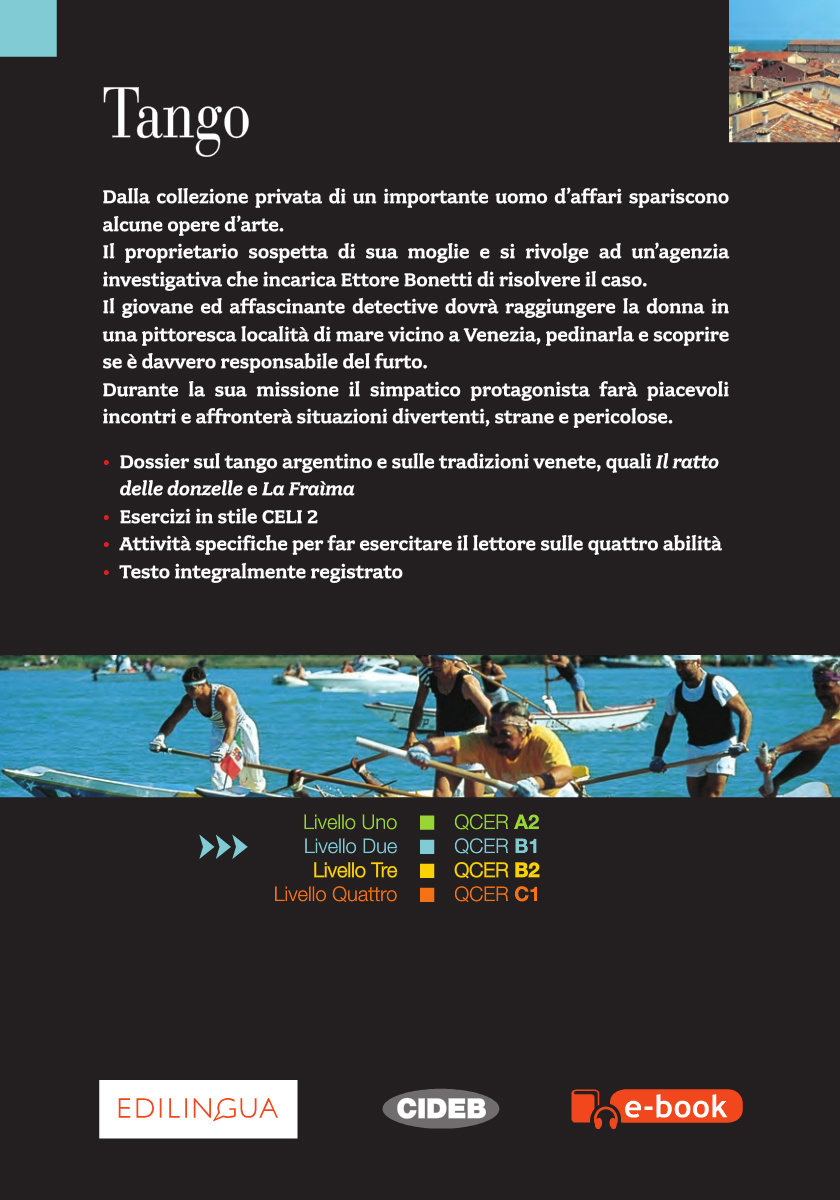 Tango
Dalla collezione privata di un importante uomo d’affari spariscono
alcune opere d’arte.
Il proprietario sospetta di sua moglie e si rivolge ad un’agenzia
investigativa che incarica Ettore Bonetti di risolvere il caso.
Il giovane ed affascinante detective dovrà raggiungere la donna in
una pittoresca località di mare vicino a Venezia, pedinarla e scoprire
se è davvero responsabile del furto.
Durante la sua missione il simpatico protagonista farà piacevoli
incontri e affronterà situazioni divertenti, strane e pericolose.
• Dossier sul tango argentino e sulle tradizioni venete, quali Il ratto
delle donzelle e La Fraìma
• Esercizi in stile CELI 2
• Attività specifiche per far esercitare il lettore sulle quattro abilità
• Testo integralmente registrato
Livello Uno QCER A2
Livello Due QCER B1
Livello Tre QCER B2
Livello Quattro QCER C1
EDILINGUA CIDEB e-book